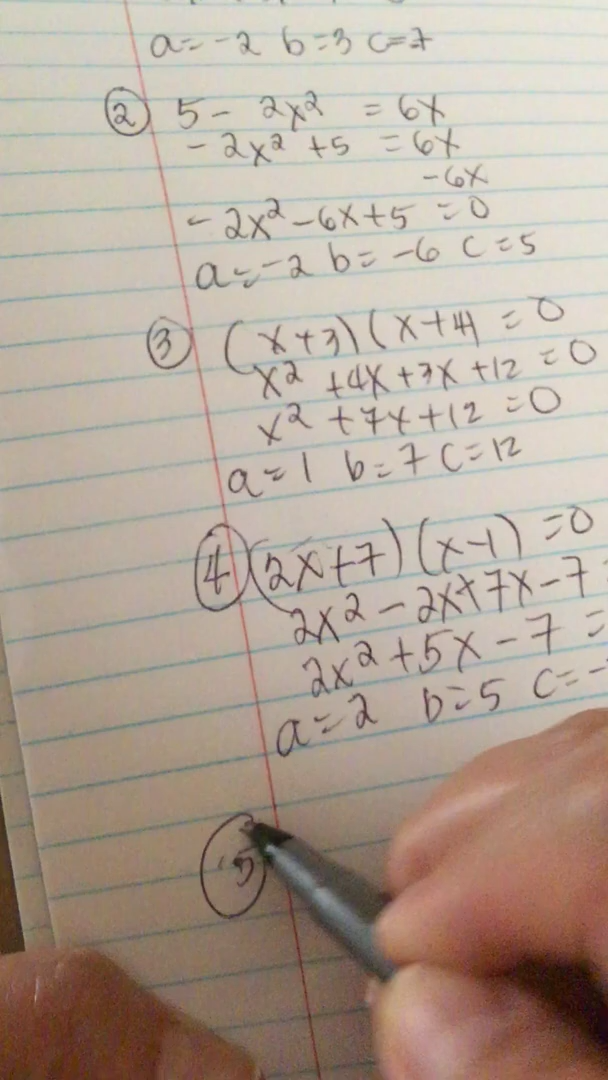 a=-2 b=3 c=7
② 5- 2x² = 6x
-2x² +5 = 6x
-6x
-2x²-6x+5 = 0
a=-2 b=-6 c=5
③ (x+3)(x+4) = 0
x² +4x+3x+12 = 0
x² +7x+12 = 0
a=1 b=7 c=12
④ (2x+7)(x-1) = 0
2x²-2x+7x-7 =
2x²+5x-7 =
a=2 b=5 c=-
⑤